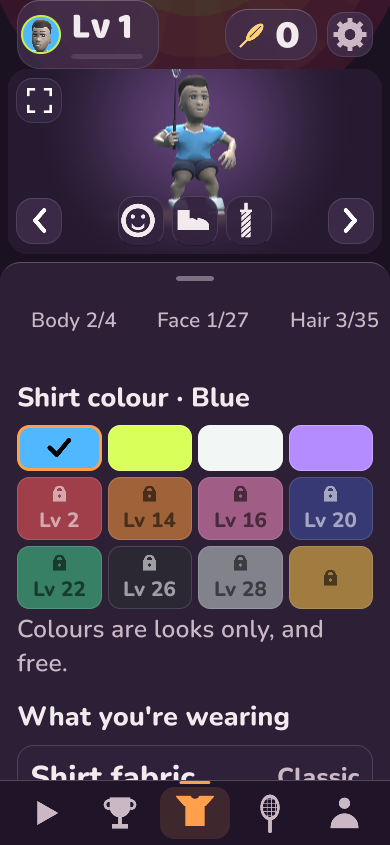 Lv 1
0
Body 2/4 Face 1/27 Hair 3/35
Shirt colour · Blue
Lv 2 Lv 14 Lv 16 Lv 20
Lv 22 Lv 26 Lv 28
Colours are looks only, and
free.
What you're wearing
Shirt fabric Classic